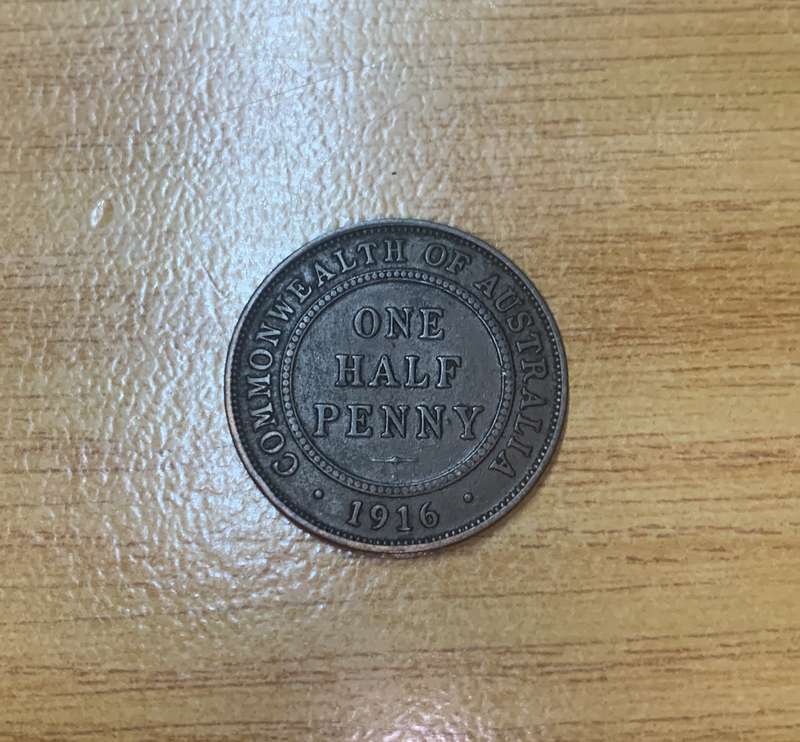 COMMONWEALTH OF AUSTRALIA
ONE
HALF
PENNY
· 1916 ·